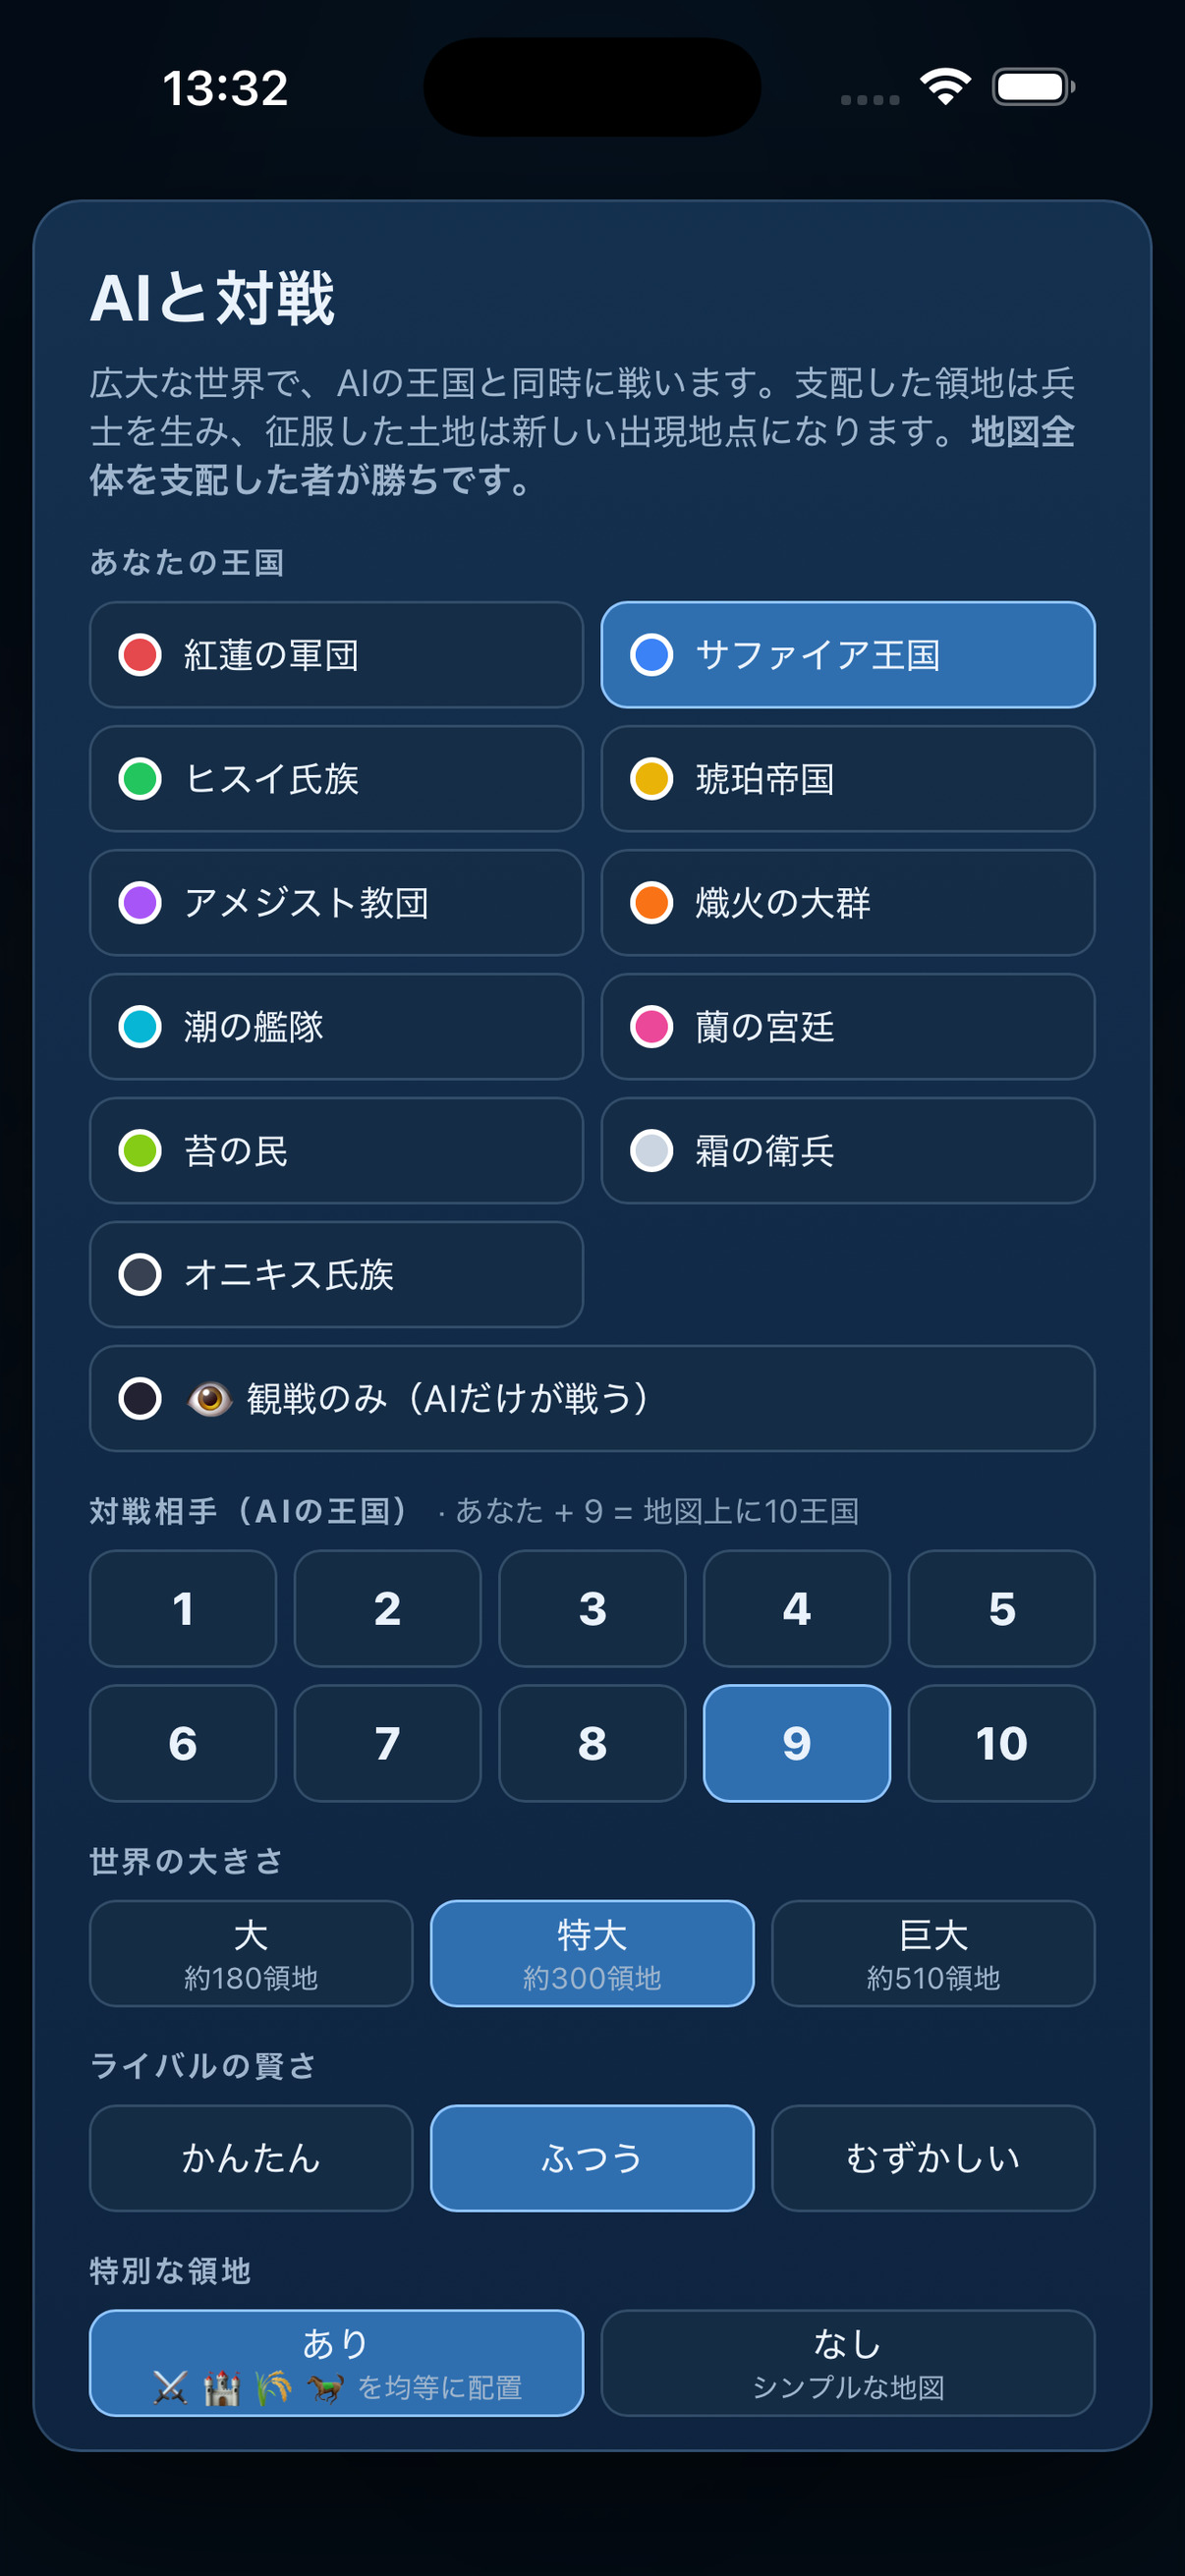 13:32
AIと対戦
広大な世界で、AIの王国と同時に戦います。支配した領地は兵
士を生み、征服した土地は新しい出現地点になります。地図全
体を支配した者が勝ちです。
あなたの王国
紅蓮の軍団
サファイア王国
ヒスイ氏族
琥珀帝国
アメジスト教団
熾火の大群
潮の艦隊
蘭の宮廷
苔の民
霜の衛兵
オニキス氏族
👁️ 観戦のみ（AIだけが戦う）
対戦相手（AIの王国） · あなた + 9 = 地図上に10王国
1 2 3 4 5
6 7 8 9 10
世界の大きさ
大 特大 巨大
約180領地 約300領地 約510領地
ライバルの賢さ
かんたん ふつう むずかしい
特別な領地
あり なし
⚔️ 🏰 🌾 🐎 を均等に配置 シンプルな地図